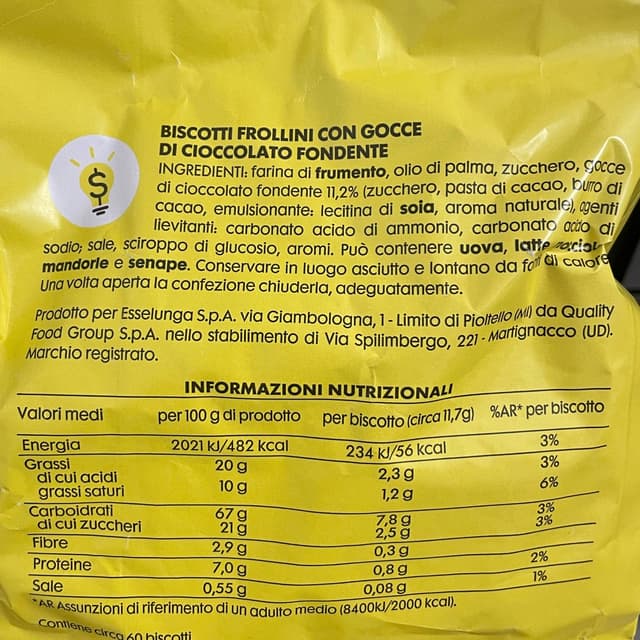 BISCOTTI FROLLINI CON GOCCE
DI CIOCCOLATO FONDENTE
INGREDIENTI: farina di frumento, olio di palma, zucchero, gocce
di cioccolato fondente 11,2% (zucchero, pasta di cacao, burro di
cacao, emulsionante: lecitina di soia, aroma naturale), agenti
lievitanti: carbonato acido di ammonio, carbonato acido di
sodio; sale, sciroppo di glucosio, aromi. Può contenere uova, latte
mandorle e senape. Conservare in luogo asciutto e lontano da di calore
Una volta aperta la confezione chiuderla, adeguatamente.
Prodotto per Esselunga S.p.A. via Giambologna, 1 - Limito di Pioltello (MI) da Quality
Food Group S.p.A. nello stabilimento di Via Spilimbergo, 221 - Martignacco (UD).
Marchio registrato.
INFORMAZIONI NUTRIZIONALI
Valori medi per 100 g di prodotto per biscotto (circa 11,7g) %AR* per biscotto
Energia 2021 kJ/482 kcal 234 kJ/56 kcal 3%
Grassi 20 g 2,3 g 3%
di cui acidi
grassi saturi 10 g 1,2 g 6%
Carboidrati 67 g 7,8 g 3%
di cui zuccheri 21 g 2,5 g 3%
Fibre 2,9 g 0,3 g
Proteine 7,0 g 0,8 g 2%
Sale 0,55 g 0,08 g 1%
*AR Assunzioni di riferimento di un adulto medio (8400kJ/2000 kcal).
Contiene circa 60 biscotti